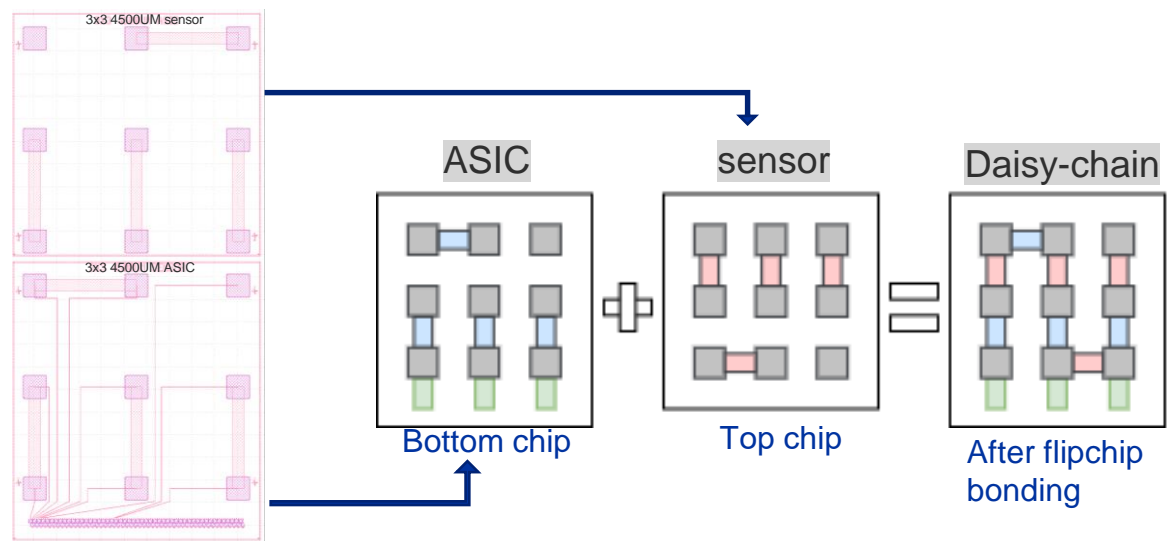 3x3 4500UM sensor
3x3 4500UM ASIC
ASIC
sensor
Daisy-chain
Bottom chip
Top chip
After flipchip
bonding